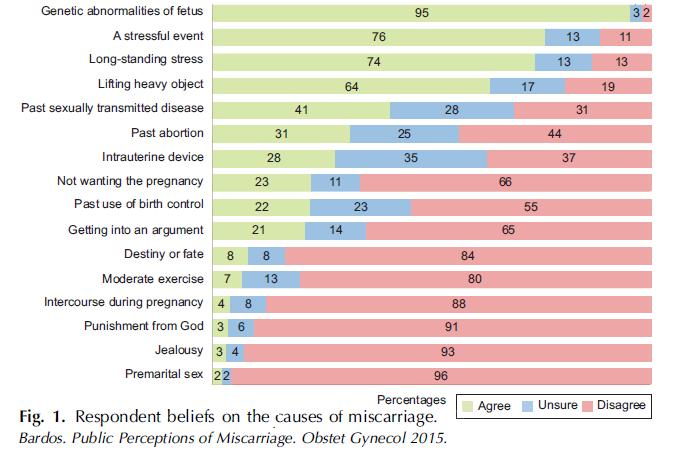 Genetic abnormalities of fetus 95 3 2
A stressful event 76 13 11
Long-standing stress 74 13 13
Lifting heavy object 64 17 19
Past sexually transmitted disease 41 28 31
Past abortion 31 25 44
Intrauterine device 28 35 37
Not wanting the pregnancy 23 11 66
Past use of birth control 22 23 55
Getting into an argument 21 14 65
Destiny or fate 8 8 84
Moderate exercise 7 13 80
Intercourse during pregnancy 4 8 88
Punishment from God 3 6 91
Jealousy 3 4 93
Premarital sex 2 2 96
Percentages Agree Unsure Disagree
Fig. 1. Respondent beliefs on the causes of miscarriage.
Bardos. Public Perceptions of Miscarriage. Obstet Gynecol 2015.